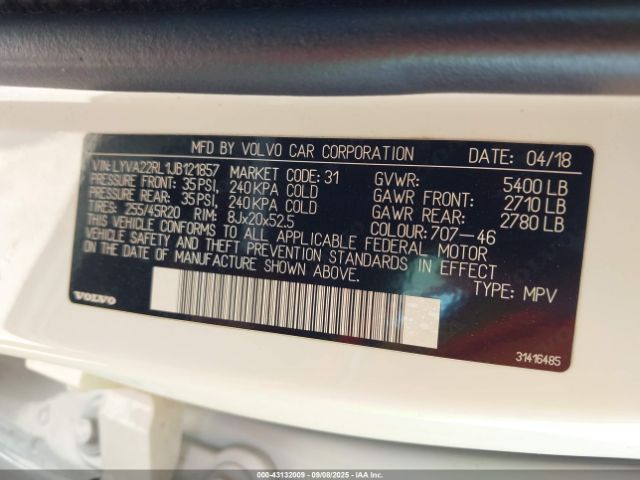 MFD BY VOLVO CAR CORPORATION DATE: 04/18
VIN: LYVA22RL1JB121857 MARKET CODE: 31
PRESSURE FRONT: 35PSI, 240KPA COLD
PRESSURE REAR: 35PSI, 240KPA COLD
TIRES: 255/45R20 RIM: 8Jx20x52.5
GVWR: 5400 LB
GAWR FRONT: 2710 LB
GAWR REAR: 2780 LB
COLOUR: 707-46
VEHICLE CONFORMS TO ALL APPLICABLE FEDERAL MOTOR
VEHICLE SAFETY AND THEFT PREVENTION STANDARDS IN EFFECT
ON THE DATE OF MANUFACTURE SHOWN ABOVE.
TYPE: MPV
VOLVO
31416485
000-43132009 - 09/08/2025 - IAAI.COM